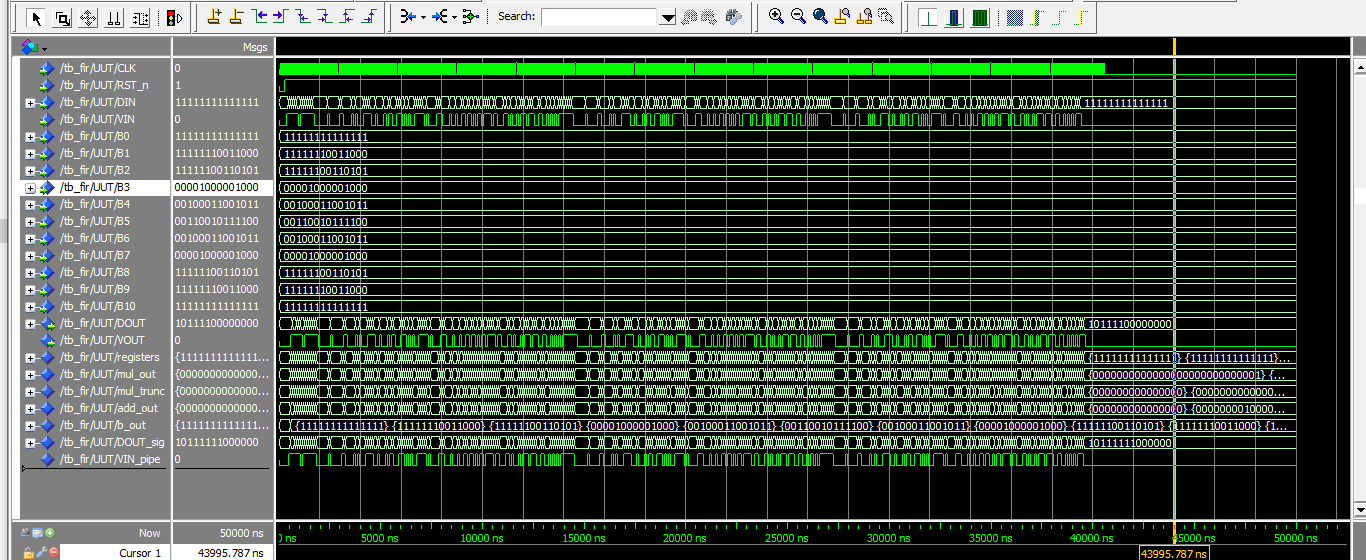 Search:
Msgs
/tb_fir/UUT/CLK 0
/tb_fir/UUT/RST_n 1
/tb_fir/UUT/DIN 11111111111111 11111111111111
/tb_fir/UUT/VIN 0
/tb_fir/UUT/B0 11111111111111 11111111111111
/tb_fir/UUT/B1 11111110011000 11111110011000
/tb_fir/UUT/B2 11111100110101 11111100110101
/tb_fir/UUT/B3 00001000001000 00001000001000
/tb_fir/UUT/B4 00100011001011 00100011001011
/tb_fir/UUT/B5 00110010111100 00110010111100
/tb_fir/UUT/B6 00100011001011 00100011001011
/tb_fir/UUT/B7 00001000001000 00001000001000
/tb_fir/UUT/B8 11111100110101 11111100110101
/tb_fir/UUT/B9 11111110011000 11111110011000
/tb_fir/UUT/B10 11111111111111 11111111111111
/tb_fir/UUT/DOUT 10111100000000 10111100000000
/tb_fir/UUT/VOUT 0
/tb_fir/UUT/registers {1111111111111... {11111111111111} {11111111111111}...
/tb_fir/UUT/mul_out {0000000000000... {0000000000000000000000000001} {...
/tb_fir/UUT/mul_trunc {0000000000000... {000000000000000} {000000000000...
/tb_fir/UUT/add_out {0000000000000... {000000000000000} {0000000010000...
/tb_fir/UUT/b_out {1111111111111... {11111111111111} {11111110011000} {11111100110101} {00001000001000} {00100011001011} {00110010111100} {00100011001011} {00001000001000} {11111100110101} {11111110011000} {1...
/tb_fir/UUT/DOUT_sig 101111111000000 101111111000000
/tb_fir/UUT/VIN_pipe 0
Now 50000 ns
ns 5000 ns 10000 ns 15000 ns 20000 ns 25000 ns 30000 ns 35000 ns 40000 ns 45000 ns 50000 ns
Cursor 1 43995.787 ns 43995.787 ns